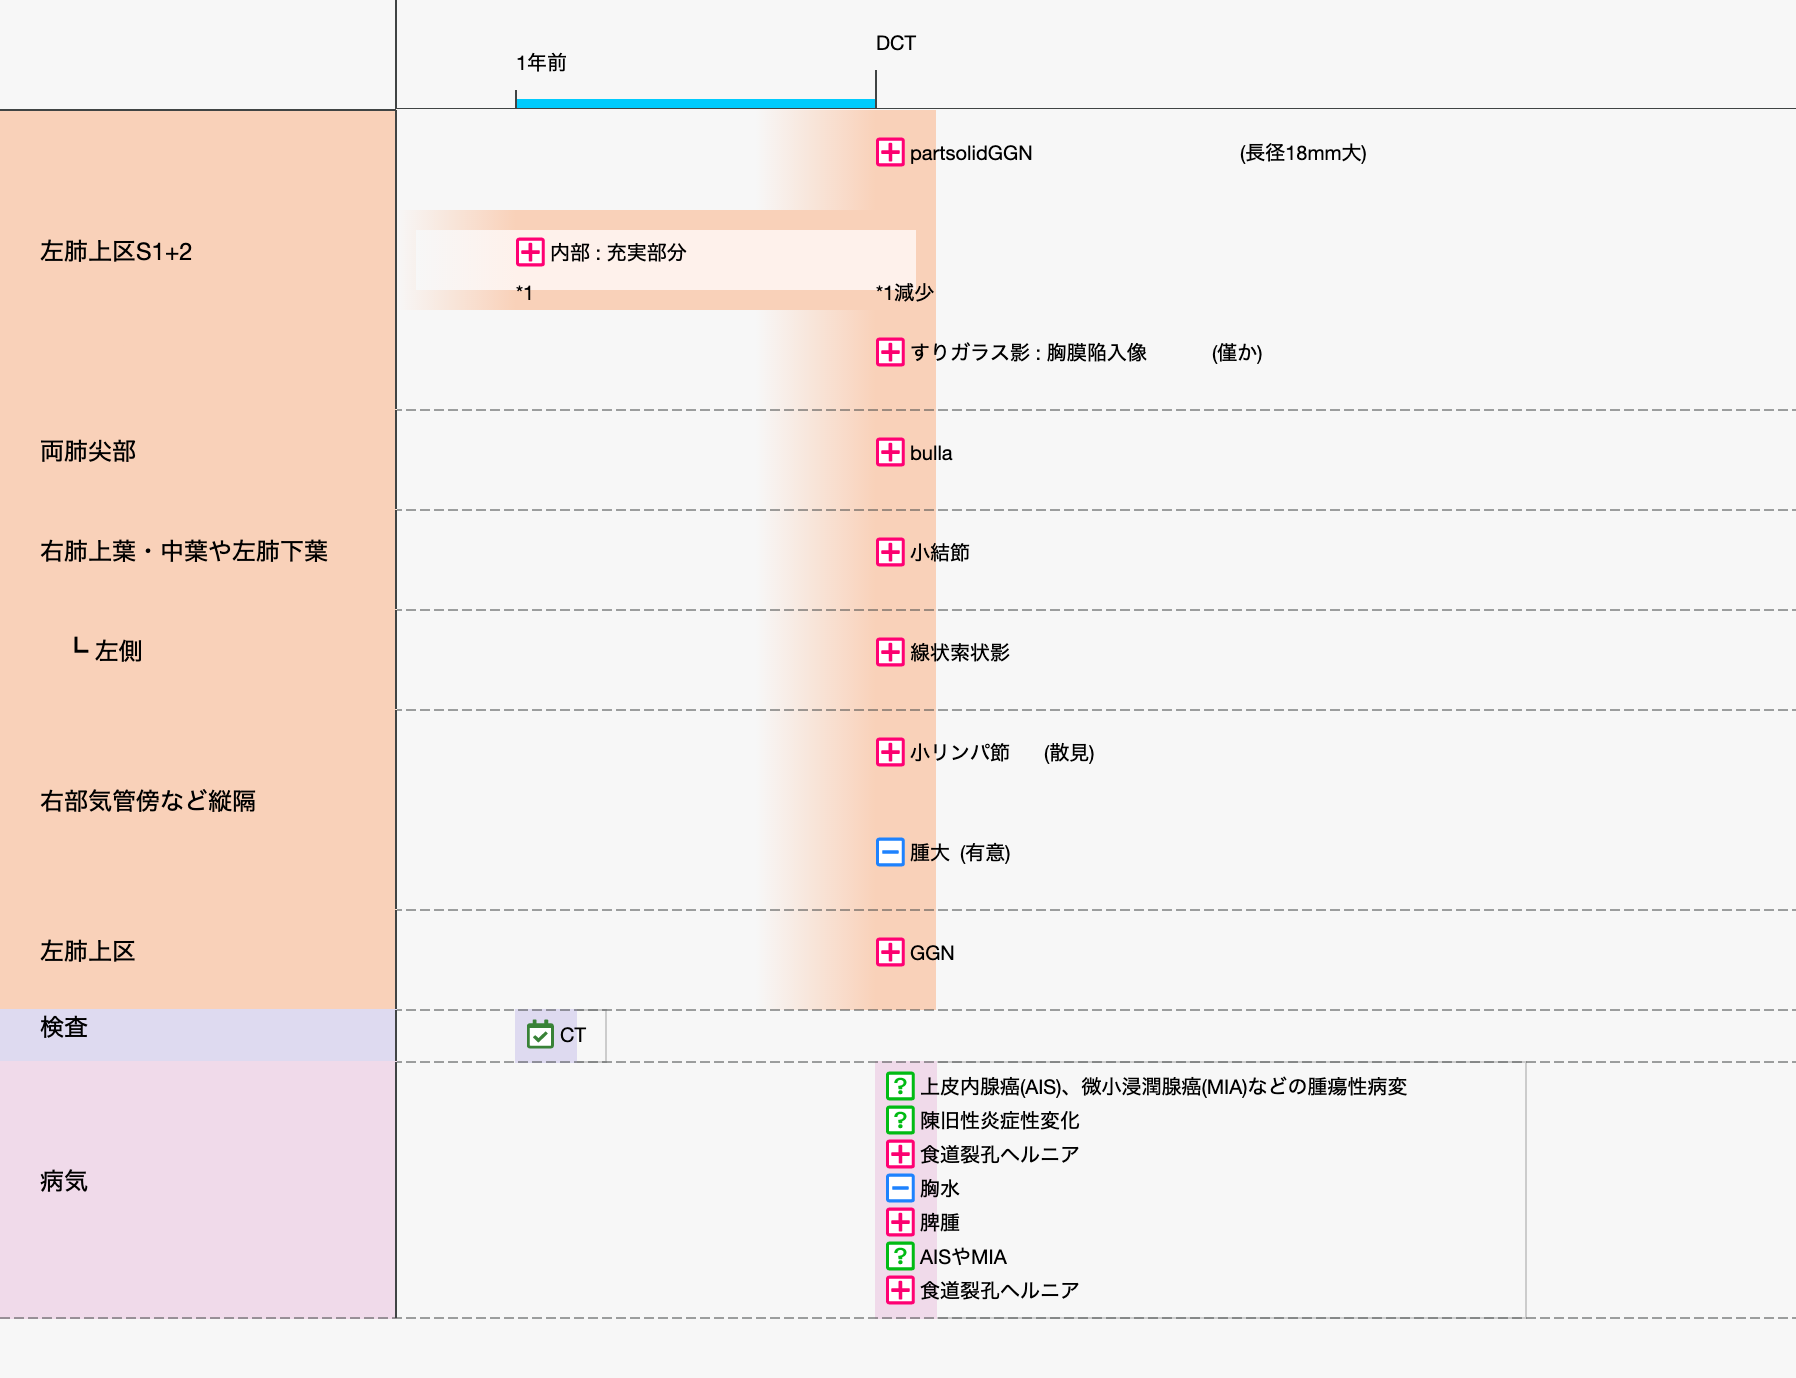 DCT
1年前
partsolidGGN (長径18mm大)
左肺上区S1+2
内部 : 充実部分
*1 *1減少
すりガラス影 : 胸膜陥入像 (僅か)
両肺尖部 bulla
右肺上葉・中葉や左肺下葉 小結節
┗ 左側 線状索状影
小リンパ節 (散見)
右部気管傍など縦隔
腫大 (有意)
左肺上区 GGN
検査 CT
上皮内腺癌(AIS)、微小浸潤腺癌(MIA)などの腫瘍性病変
陳旧性炎症性変化
食道裂孔ヘルニア
病気
胸水
脾腫
AISやMIA
食道裂孔ヘルニア